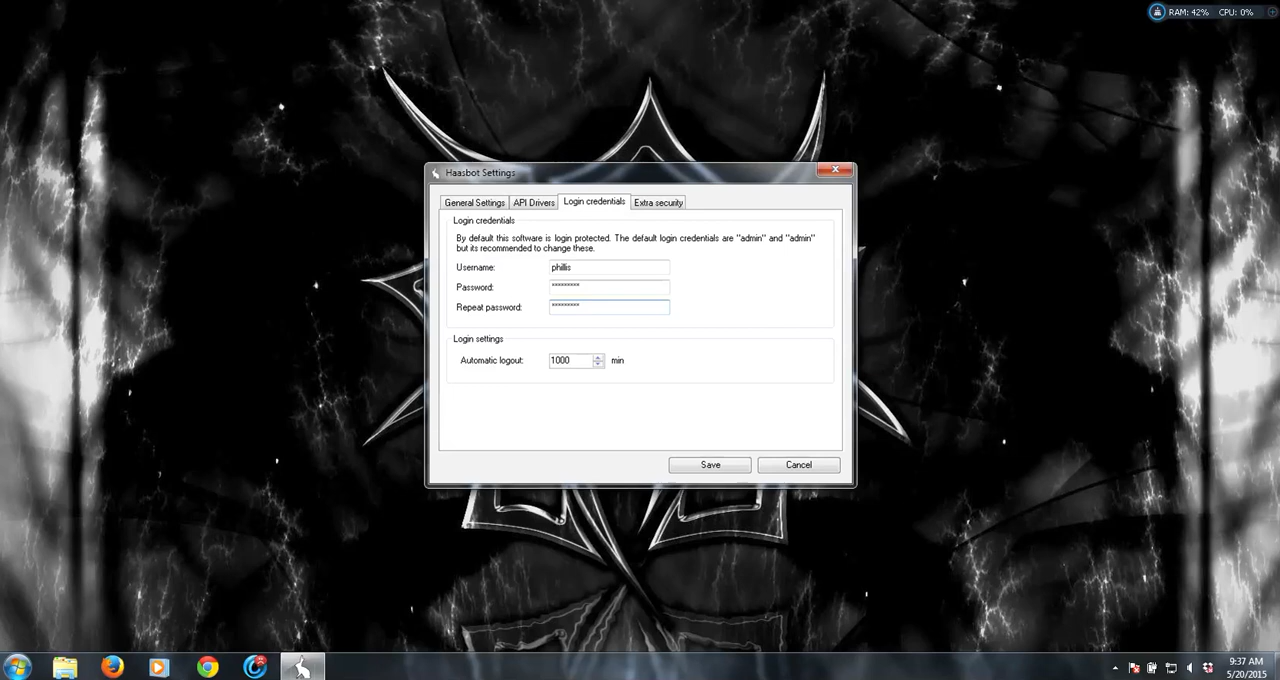 RAM: 42% CPU: 0%
Haasbot Settings
General Settings API Drivers Login credentials Extra security
Login credentials
By default this software is login protected. The default login credentials are "admin" and "admin"
but its recommended to change these.
Username: phillis
Password: *********
Repeat password: *********
Login settings
Automatic logout: 1000 min
Save Cancel
9:37 AM
5/20/2015